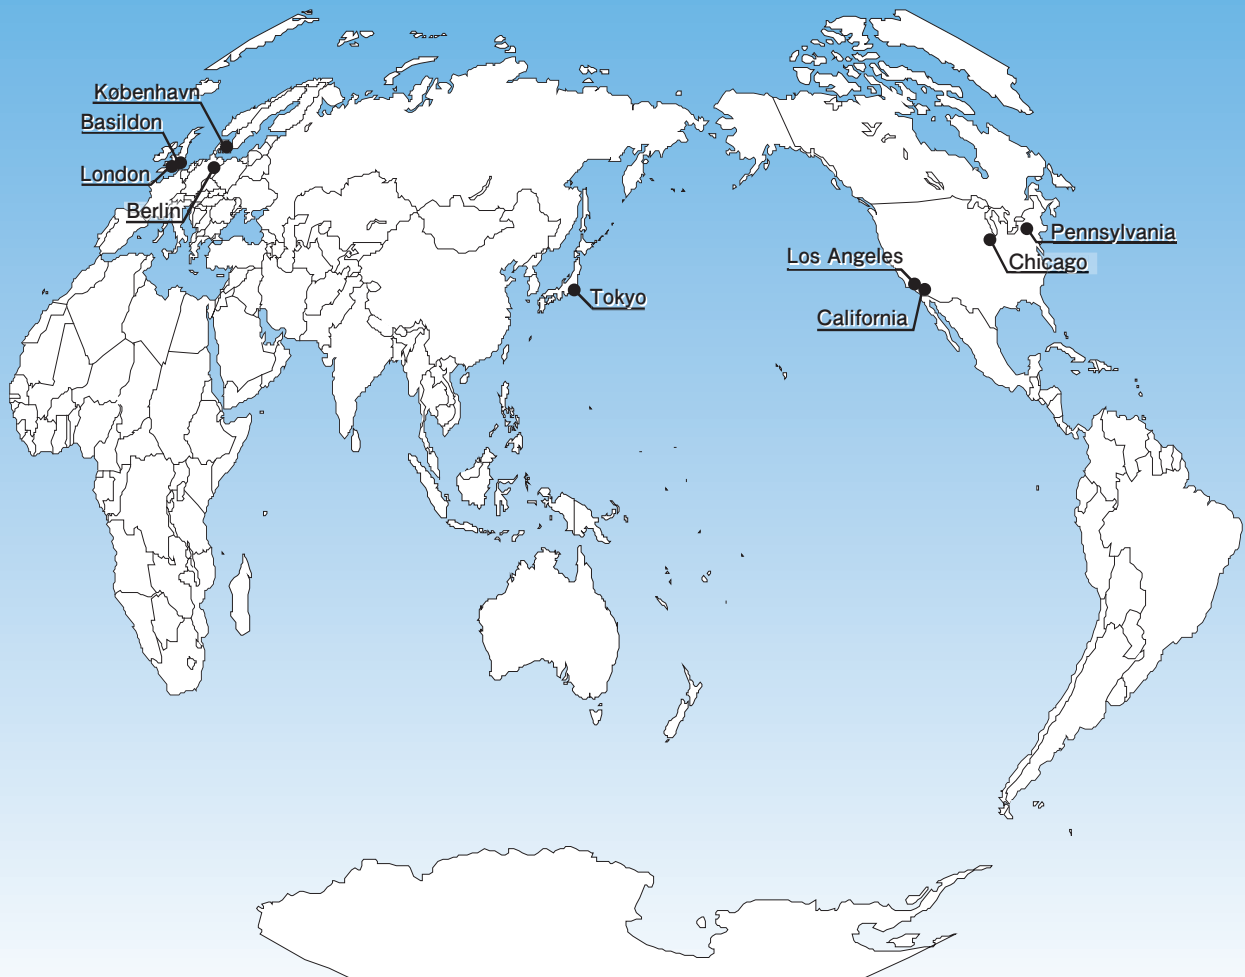 København
Basildon
London
Berlin
Tokyo
Los Angeles
California
Pennsylvania
Chicago